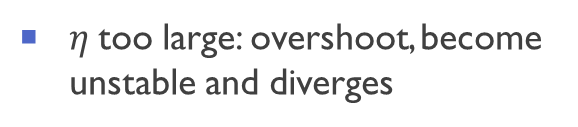 η too large: overshoot, become
unstable and diverges